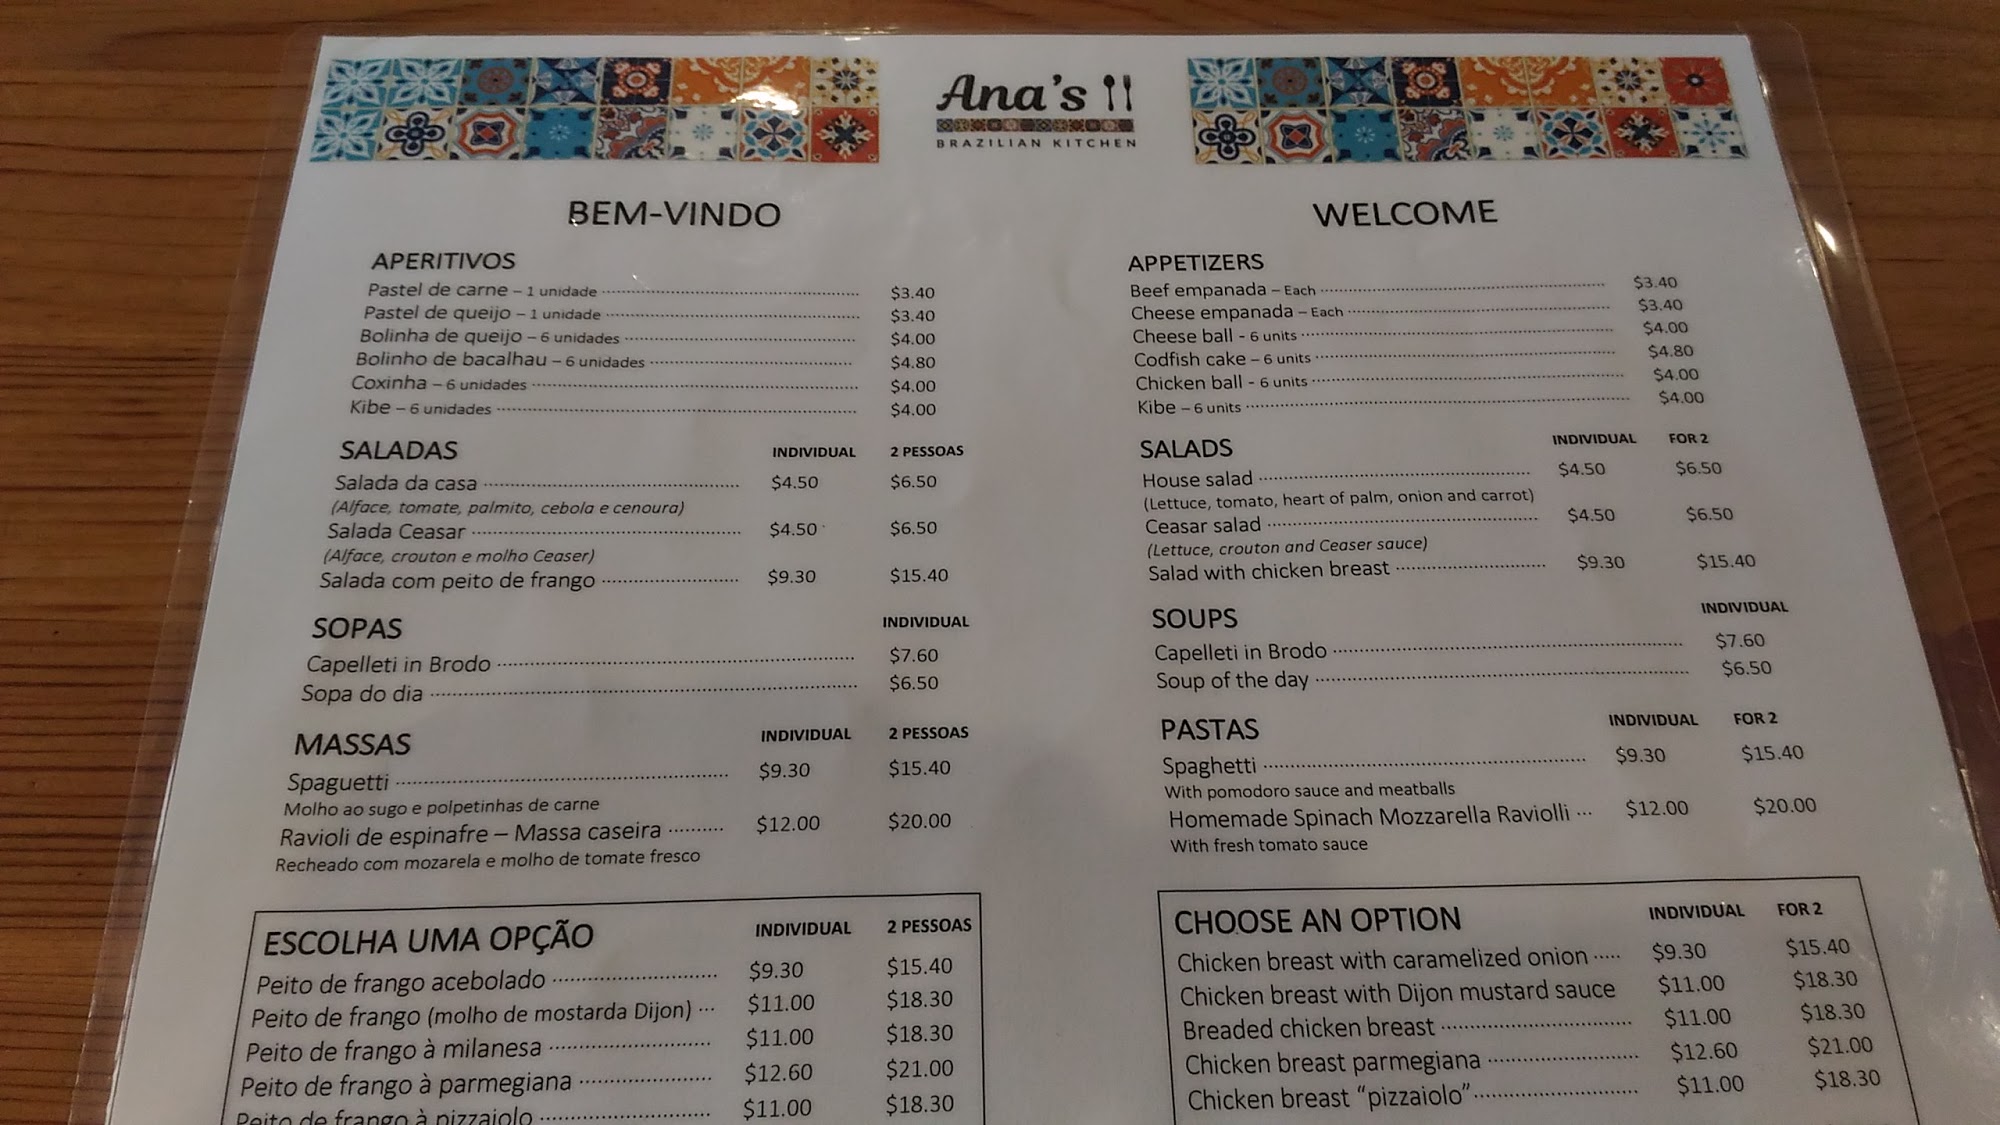 Ana's
BRAZILIAN KITCHEN
BEM-VINDO
APERITIVOS
Pastel de carne – 1 unidade $3.40
Pastel de queijo – 1 unidade $3.40
Bolinha de queijo – 6 unidades $4.00
Bolinho de bacalhau – 6 unidades $4.80
Coxinha – 6 unidades $4.00
Kibe – 6 unidades $4.00
SALADAS INDIVIDUAL 2 PESSOAS
Salada da casa $4.50 $6.50
(Alface, tomate, palmito, cebola e cenoura)
Salada Ceasar $4.50 $6.50
(Alface, crouton e molho Ceaser)
Salada com peito de frango $9.30 $15.40
SOPAS INDIVIDUAL
Capelleti in Brodo $7.60
Sopa do dia $6.50
MASSAS INDIVIDUAL 2 PESSOAS
Spaguetti $9.30 $15.40
Molho ao sugo e polpetinhas de carne
Ravioli de espinafre – Massa caseira $12.00 $20.00
Recheado com mozarela e molho de tomate fresco
ESCOLHA UMA OPÇÃO INDIVIDUAL 2 PESSOAS
Peito de frango acebolado $9.30 $15.40
Peito de frango (molho de mostarda Dijon) $11.00 $18.30
Peito de frango à milanesa $11.00 $18.30
Peito de frango à parmegiana $12.60 $21.00
Peito de frango à pizzaiolo $11.00 $18.30
WELCOME
APPETIZERS
Beef empanada – Each $3.40
Cheese empanada – Each $3.40
Cheese ball - 6 units $4.00
Codfish cake – 6 units $4.80
Chicken ball - 6 units $4.00
Kibe – 6 units $4.00
SALADS INDIVIDUAL FOR 2
House salad $4.50 $6.50
(Lettuce, tomato, heart of palm, onion and carrot)
Ceasar salad $4.50 $6.50
(Lettuce, crouton and Ceaser sauce)
Salad with chicken breast $9.30 $15.40
SOUPS INDIVIDUAL
Capelleti in Brodo $7.60
Soup of the day $6.50
PASTAS INDIVIDUAL FOR 2
Spaghetti $9.30 $15.40
With pomodoro sauce and meatballs
Homemade Spinach Mozzarella Raviolli $12.00 $20.00
With fresh tomato sauce
CHOOSE AN OPTION INDIVIDUAL FOR 2
Chicken breast with caramelized onion $9.30 $15.40
Chicken breast with Dijon mustard sauce $11.00 $18.30
Breaded chicken breast $11.00 $18.30
Chicken breast parmegiana $12.60 $21.00
Chicken breast “pizzaiolo” $11.00 $18.30